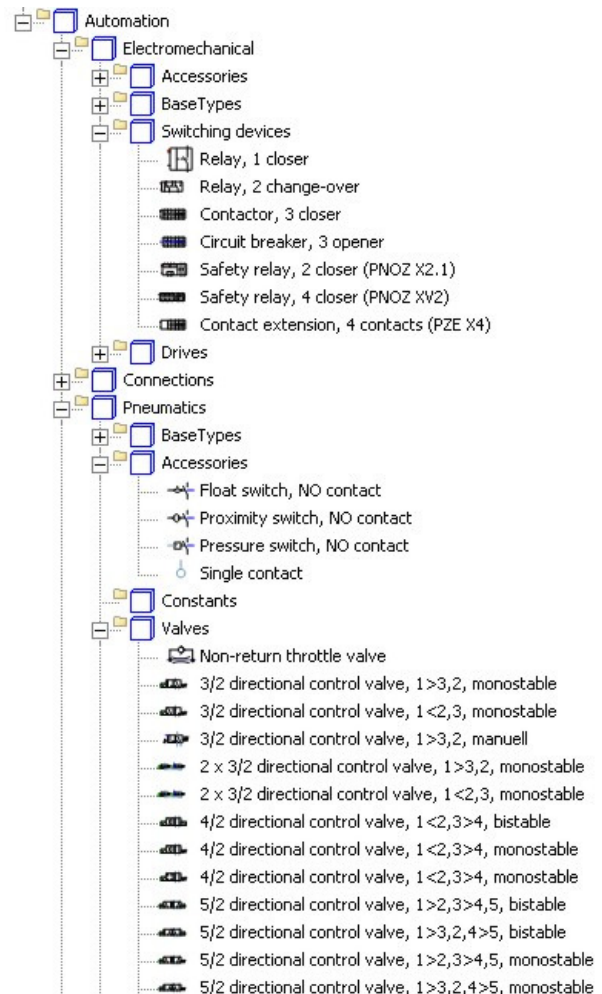 Automation
Electromechanical
Accessories
BaseTypes
Switching devices
Relay, 1 closer
Relay, 2 change-over
Contactor, 3 closer
Circuit breaker, 3 opener
Safety relay, 2 closer (PNOZ X2.1)
Safety relay, 4 closer (PNOZ XV2)
Contact extension, 4 contacts (PZE X4)
Drives
Connections
Pneumatics
BaseTypes
Accessories
Float switch, NO contact
Proximity switch, NO contact
Pressure switch, NO contact
Single contact
Constants
Valves
Non-return throttle valve
3/2 directional control valve, 1>3,2, monostable
3/2 directional control valve, 1<2,3, monostable
3/2 directional control valve, 1>3,2, manuell
2 x 3/2 directional control valve, 1>3,2, monostable
2 x 3/2 directional control valve, 1<2,3, monostable
4/2 directional control valve, 1<2,3>4, bistable
4/2 directional control valve, 1<2,3>4, monostable
4/2 directional control valve, 1<2,3>4, monostable
5/2 directional control valve, 1>2,3>4,5, bistable
5/2 directional control valve, 1>3,2,4>5, bistable
5/2 directional control valve, 1>2,3>4,5, monostable
5/2 directional control valve, 1>3,2,4>5, monostable